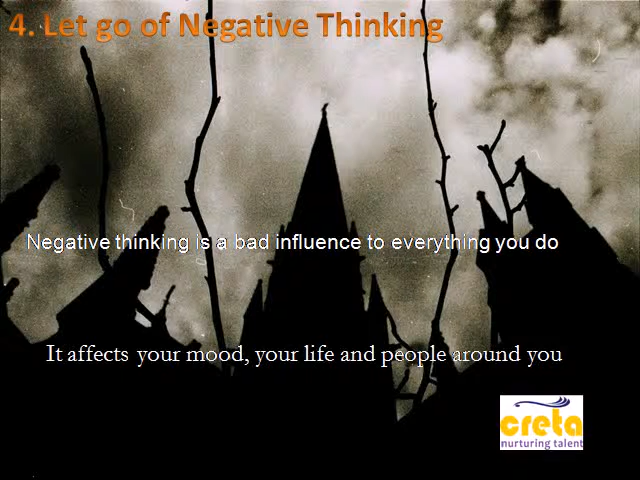 4. Let go of Negative Thinking
Negative thinking is a bad influence to everything you do
It affects your mood, your life and people around you
creta
nurturing talent